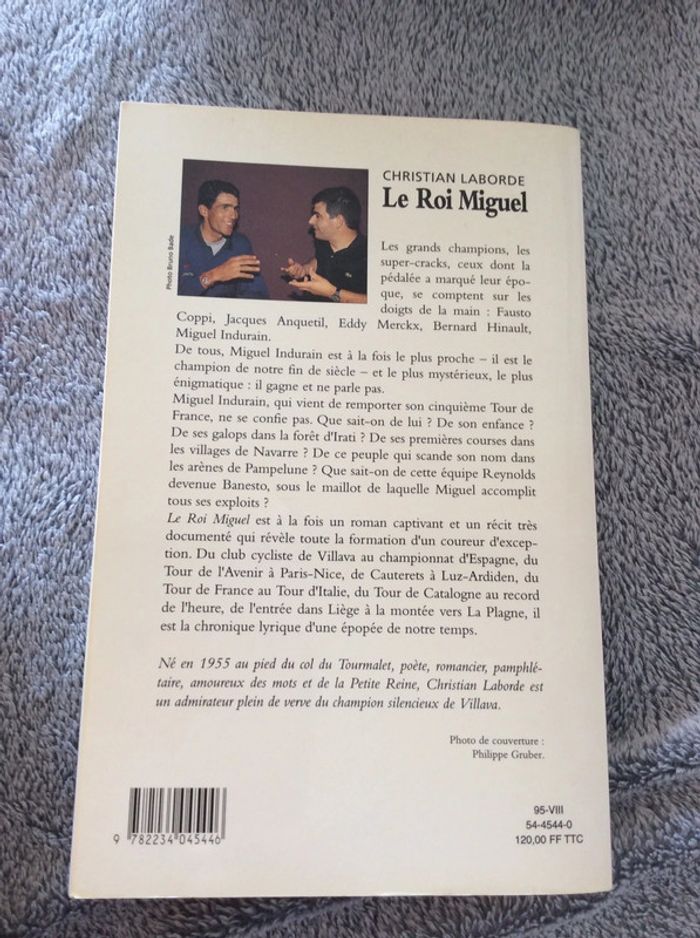 CHRISTIAN LABORDE
Le Roi Miguel
Photo Bruno Bade
Les grands champions, les
super-cracks, ceux dont la
pédalée a marqué leur épo-
que, se comptent sur les
doigts de la main : Fausto
Coppi, Jacques Anquetil, Eddy Merckx, Bernard Hinault,
Miguel Indurain.
De tous, Miguel Indurain est à la fois le plus proche – il est le
champion de notre fin de siècle – et le plus mystérieux, le plus
énigmatique : il gagne et ne parle pas.
Miguel Indurain, qui vient de remporter son cinquième Tour de
France, ne se confie pas. Que sait-on de lui ? De son enfance ?
De ses galops dans la forêt d'Irati ? De ses premières courses dans
les villages de Navarre ? De ce peuple qui scande son nom dans
les arènes de Pampelune ? Que sait-on de cette équipe Reynolds
devenue Banesto, sous le maillot de laquelle Miguel accomplit
tous ses exploits ?
Le Roi Miguel est à la fois un roman captivant et un récit très
documenté qui révèle toute la formation d'un coureur d'excep-
tion. Du club cycliste de Villava au championnat d'Espagne, du
Tour de l'Avenir à Paris-Nice, de Cauterets à Luz-Ardiden, du
Tour de France au Tour d'Italie, du Tour de Catalogne au record
de l'heure, de l'entrée dans Liège à la montée vers La Plagne, il
est la chronique lyrique d'une épopée de notre temps.
Né en 1955 au pied du col du Tourmalet, poète, romancier, pamphlé-
taire, amoureux des mots et de la Petite Reine, Christian Laborde est
un admirateur plein de verve du champion silencieux de Villava.
Photo de couverture :
Philippe Gruber.
9 782234 045446
95-VIII
54-4544-0
120,00 FF TTC